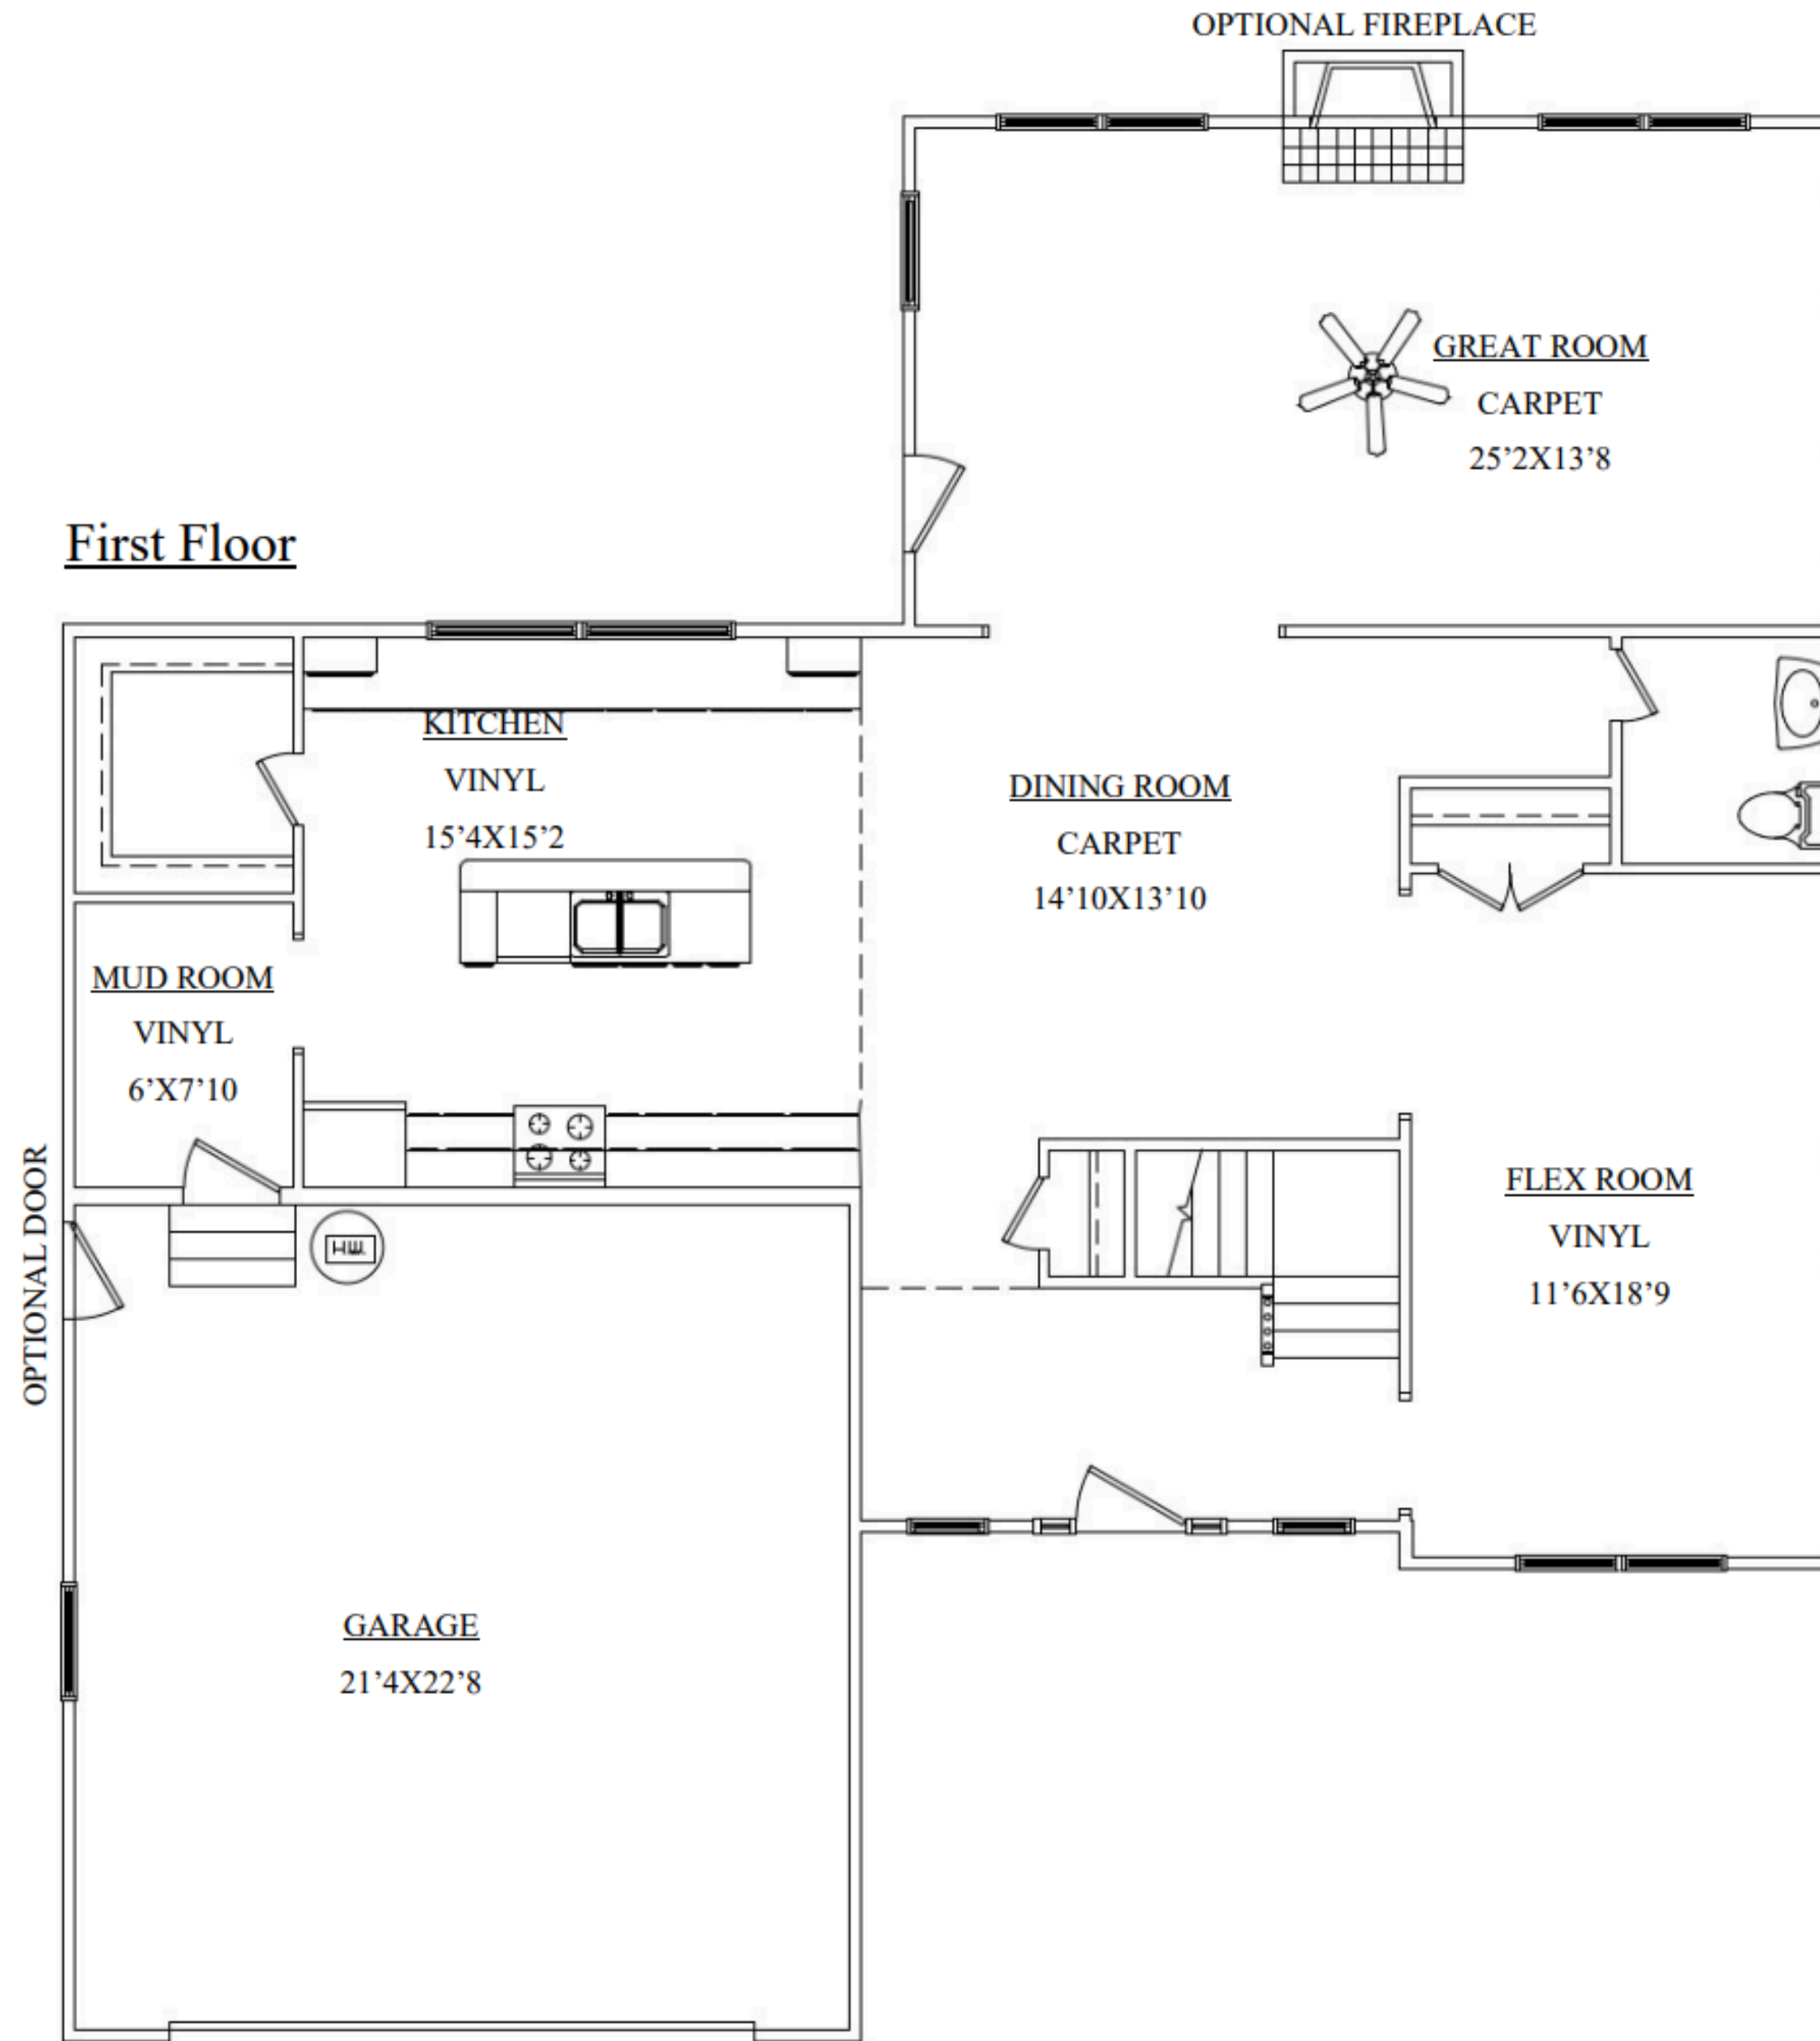 OPTIONAL FIREPLACE
GREAT ROOM
CARPET
25’2X13’8
First Floor
KITCHEN
VINYL
15’4X15’2
DINING ROOM
CARPET
14’10X13’10
MUD ROOM
VINYL
6’X7’10
OPTIONAL DOOR
H.W.
FLEX ROOM
VINYL
11’6X18’9
GARAGE
21’4X22’8